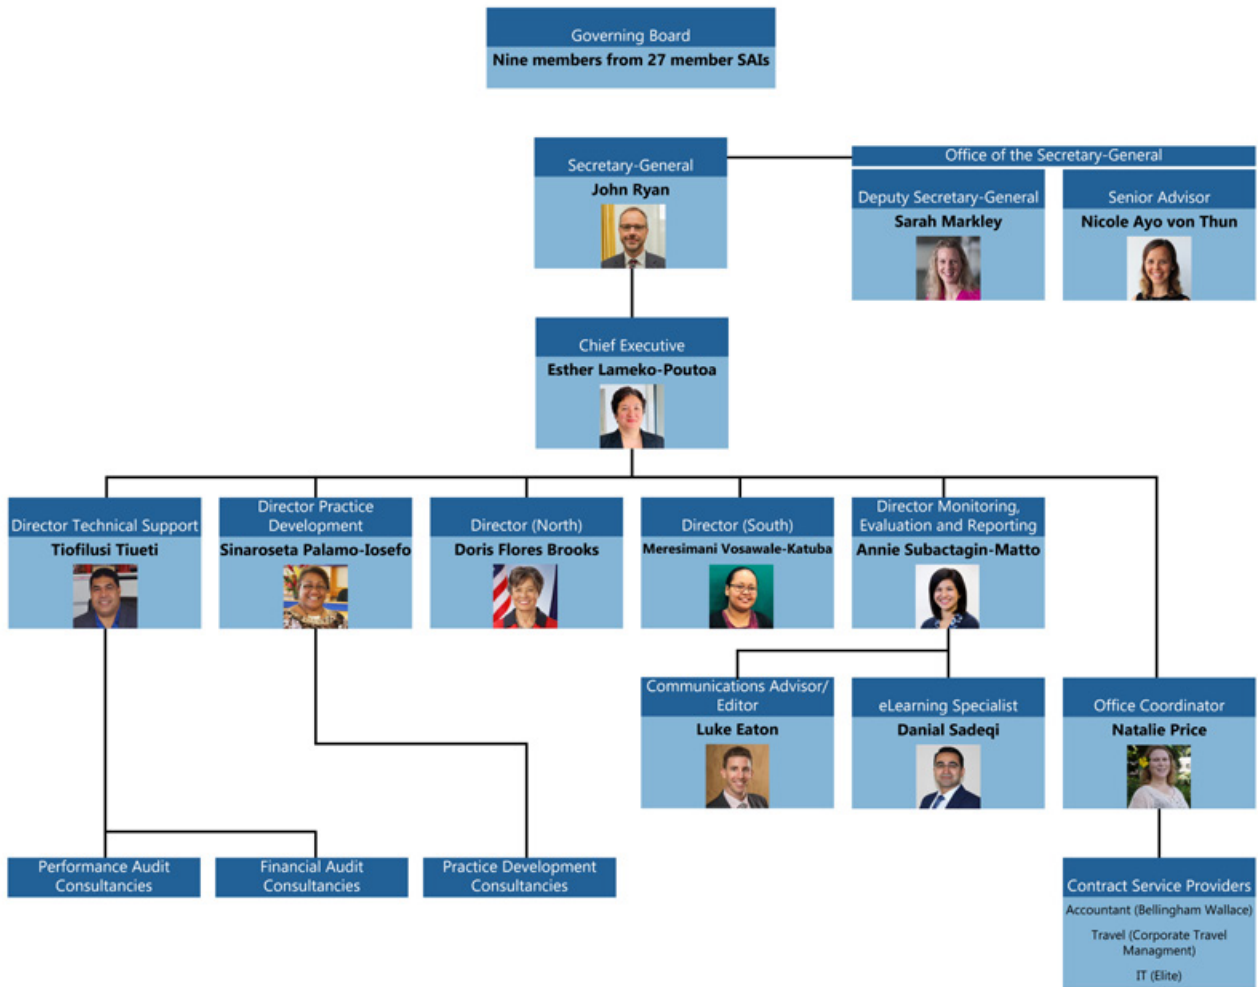 Governing Board
Nine members from 27 member SAIs
Secretary-General
John Ryan
Office of the Secretary-General
Deputy Secretary-General
Sarah Markley
Senior Advisor
Nicole Ayo von Thun
Chief Executive
Esther Lameko-Poutoa
Director Technical Support
Tiofilusi Tiueti
Director Practice
Development
Sinaroseta Palamo-Iosefo
Director (North)
Doris Flores Brooks
Director (South)
Meresimani Vosawale-Katuba
Director Monitoring,
Evaluation and Reporting
Annie Subactagin-Matto
Communications Advisor/
Editor
Luke Eaton
eLearning Specialist
Danial Sadeqi
Office Coordinator
Natalie Price
Performance Audit
Consultancies
Financial Audit
Consultancies
Practice Development
Consultancies
Contract Service Providers
Accountant (Bellingham Wallace)
Travel (Corporate Travel
Managment)
IT (Elite)